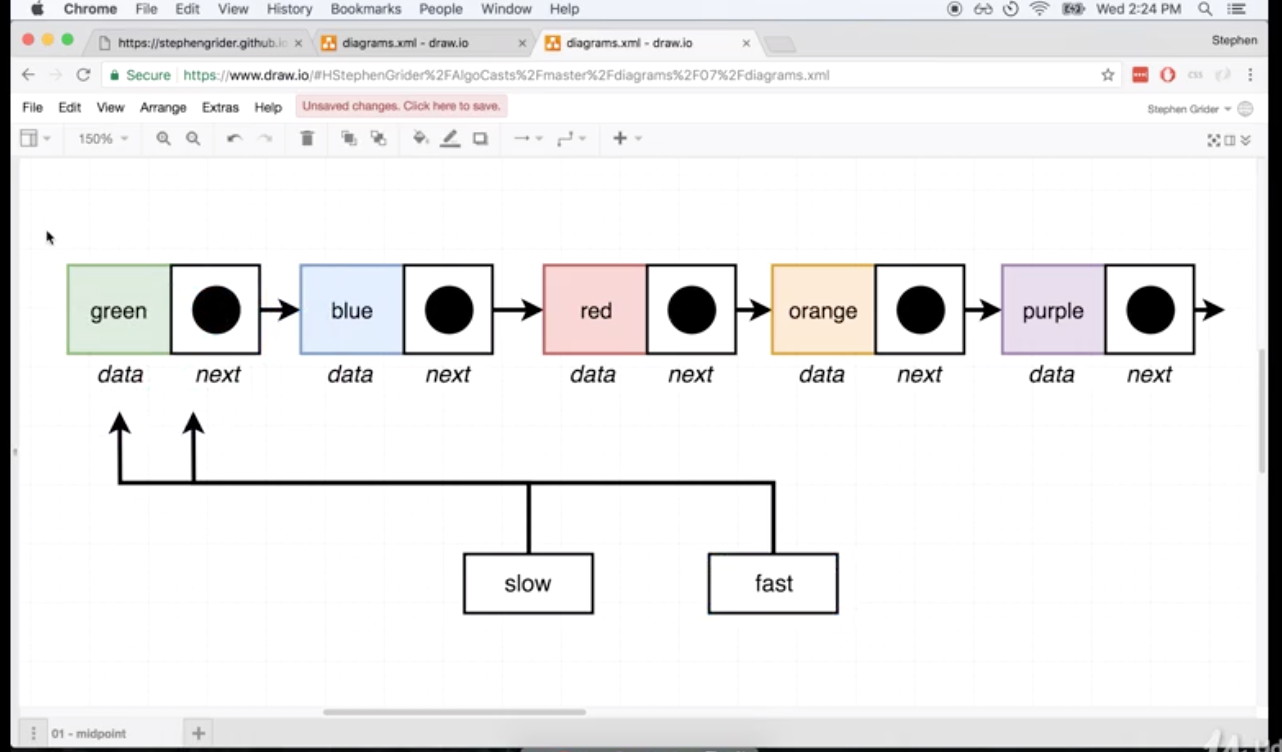 Chrome File Edit View History Bookmarks People Window Help Wed 2:24 PM
https://stephengrider.github.io diagrams.xml - draw.io diagrams.xml - draw.io Stephen
Secure https://www.draw.io/#HStephenGrider%2FAlgoCasts%2Fmaster%2Fdiagrams%2F07%2Fdiagrams.xml
File Edit View Arrange Extras Help Unsaved changes. Click here to save. Stephen Grider
150%
green blue red orange purple
data next data next data next data next data next
slow fast
01 - midpoint